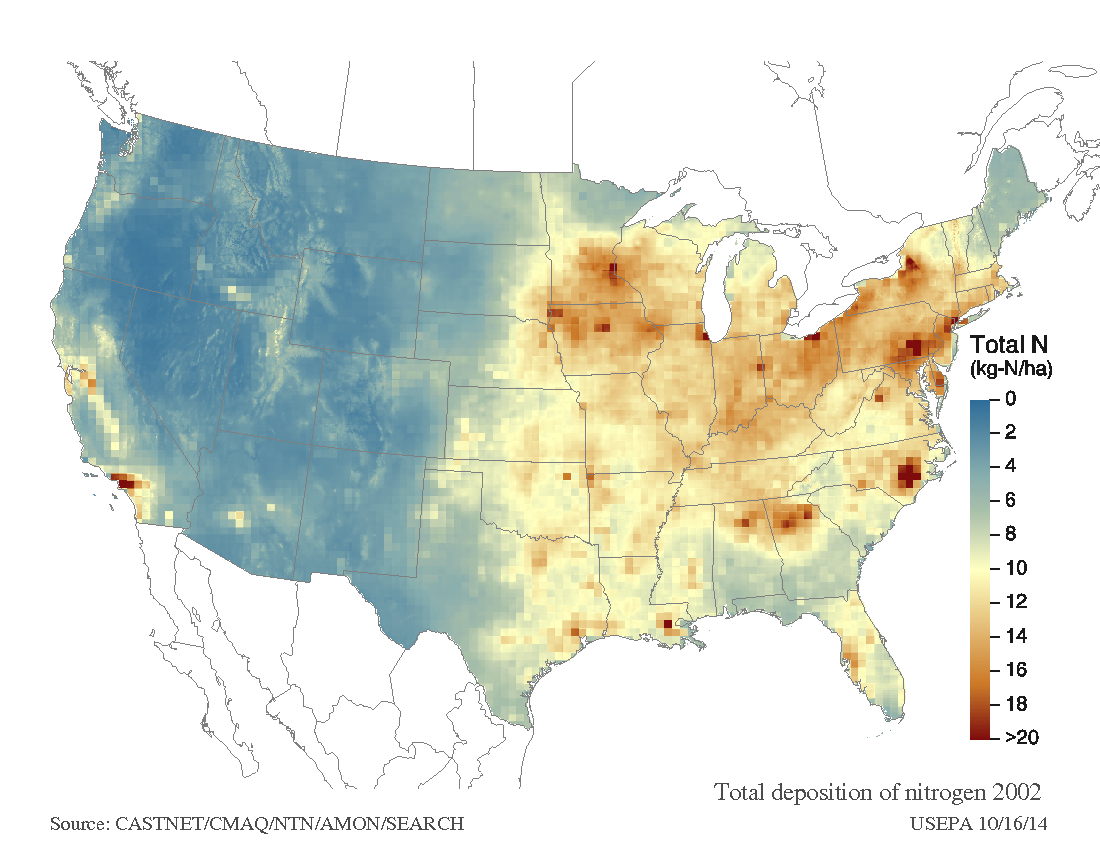 Total N
(kg-N/ha)
0
2
4
6
8
10
12
14
16
18
>20
Total deposition of nitrogen 2002
Source: CASTNET/CMAQ/NTN/AMON/SEARCH
USEPA 10/16/14